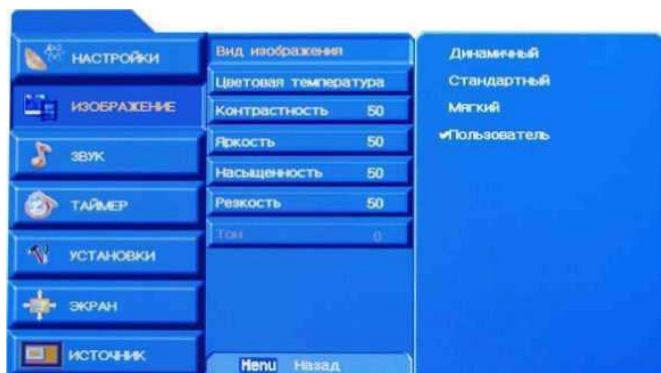 НАСТРОЙКИ
ИЗОБРАЖЕНИЕ
ЗВУК
ТАЙМЕР
УСТАНОВКИ
ЭКРАН
ИСТОЧНИК
Вид изображения
Цветовая температура
Контрастность 50
Яркость 50
Насыщенность 50
Резкость 50
Тон 0
Menu Назад
Динамичный
Стандартный
Мягкий
✔Пользователь